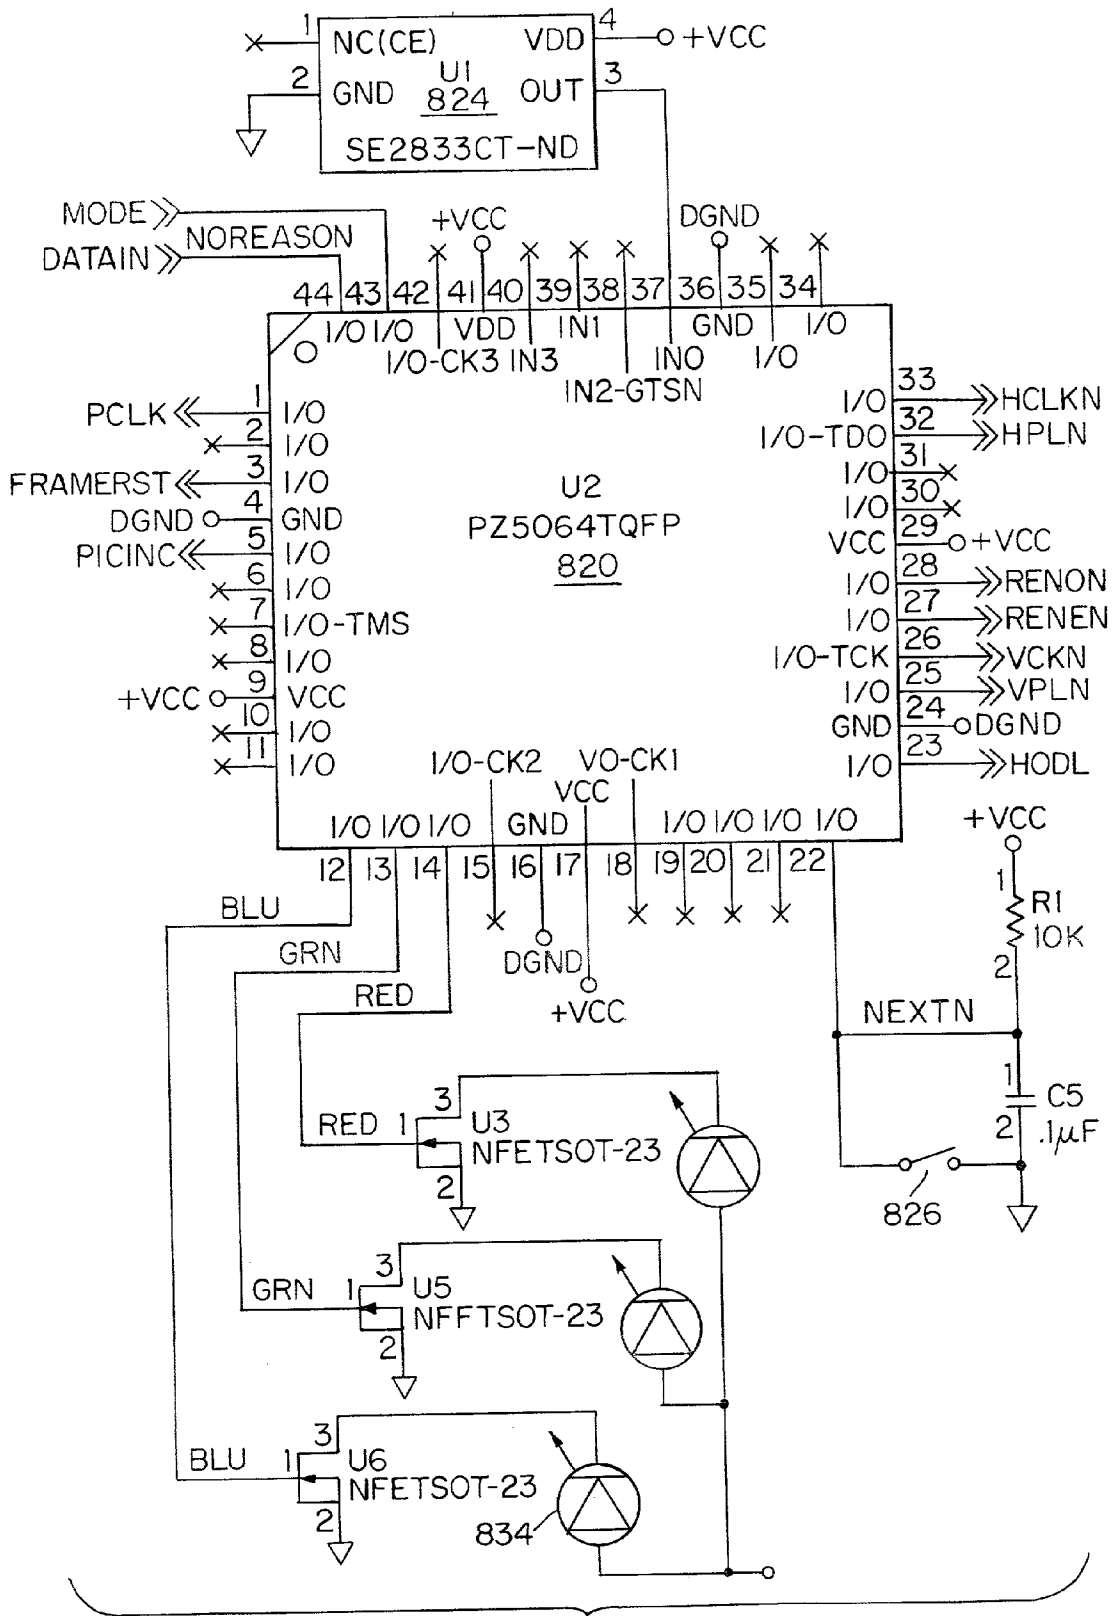 1 NC(CE) VDD 4 +VCC
U1
2 GND 824 OUT 3
SE2833CT-ND
MODE
NOREASON
DATAIN
+VCC DGND
44 43 42 41 40 39 38 37 36 35 34
I/O I/O VDD IN1 GND I/O
I/O-CK3 IN3 IN0 I/O
IN2-GTSN
PCLK 1 I/O
2 I/O
FRAMERST 3 I/O
DGND 4 GND
PICINC 5 I/O
6 I/O
7 I/O-TMS
8 I/O
+VCC 9 VCC
10 I/O
11 I/O
U2
PZ5064TQFP
820
I/O 33 HCLKN
I/O-TDO 32 HPLN
I/O 31
I/O 30
VCC 29 +VCC
I/O 28 RENON
I/O 27 RENEN
I/O-TCK 26 VCKN
I/O 25 VPLN
GND 24 DGND
I/O 23 HODL
I/O-CK2 VO-CK1
VCC
I/O I/O I/O GND I/O I/O I/O I/O
12 13 14 15 16 17 18 19 20 21 22
BLU
GRN
RED
DGND
+VCC
+VCC
1
R1
10K
2
NEXTN
1
C5
2 .1µF
826
RED 1 3 U3
NFETSOT-23
2
GRN 1 3 U5
NFFTSOT-23
2
BLU 1 3 U6
NFETSOT-23
2
834